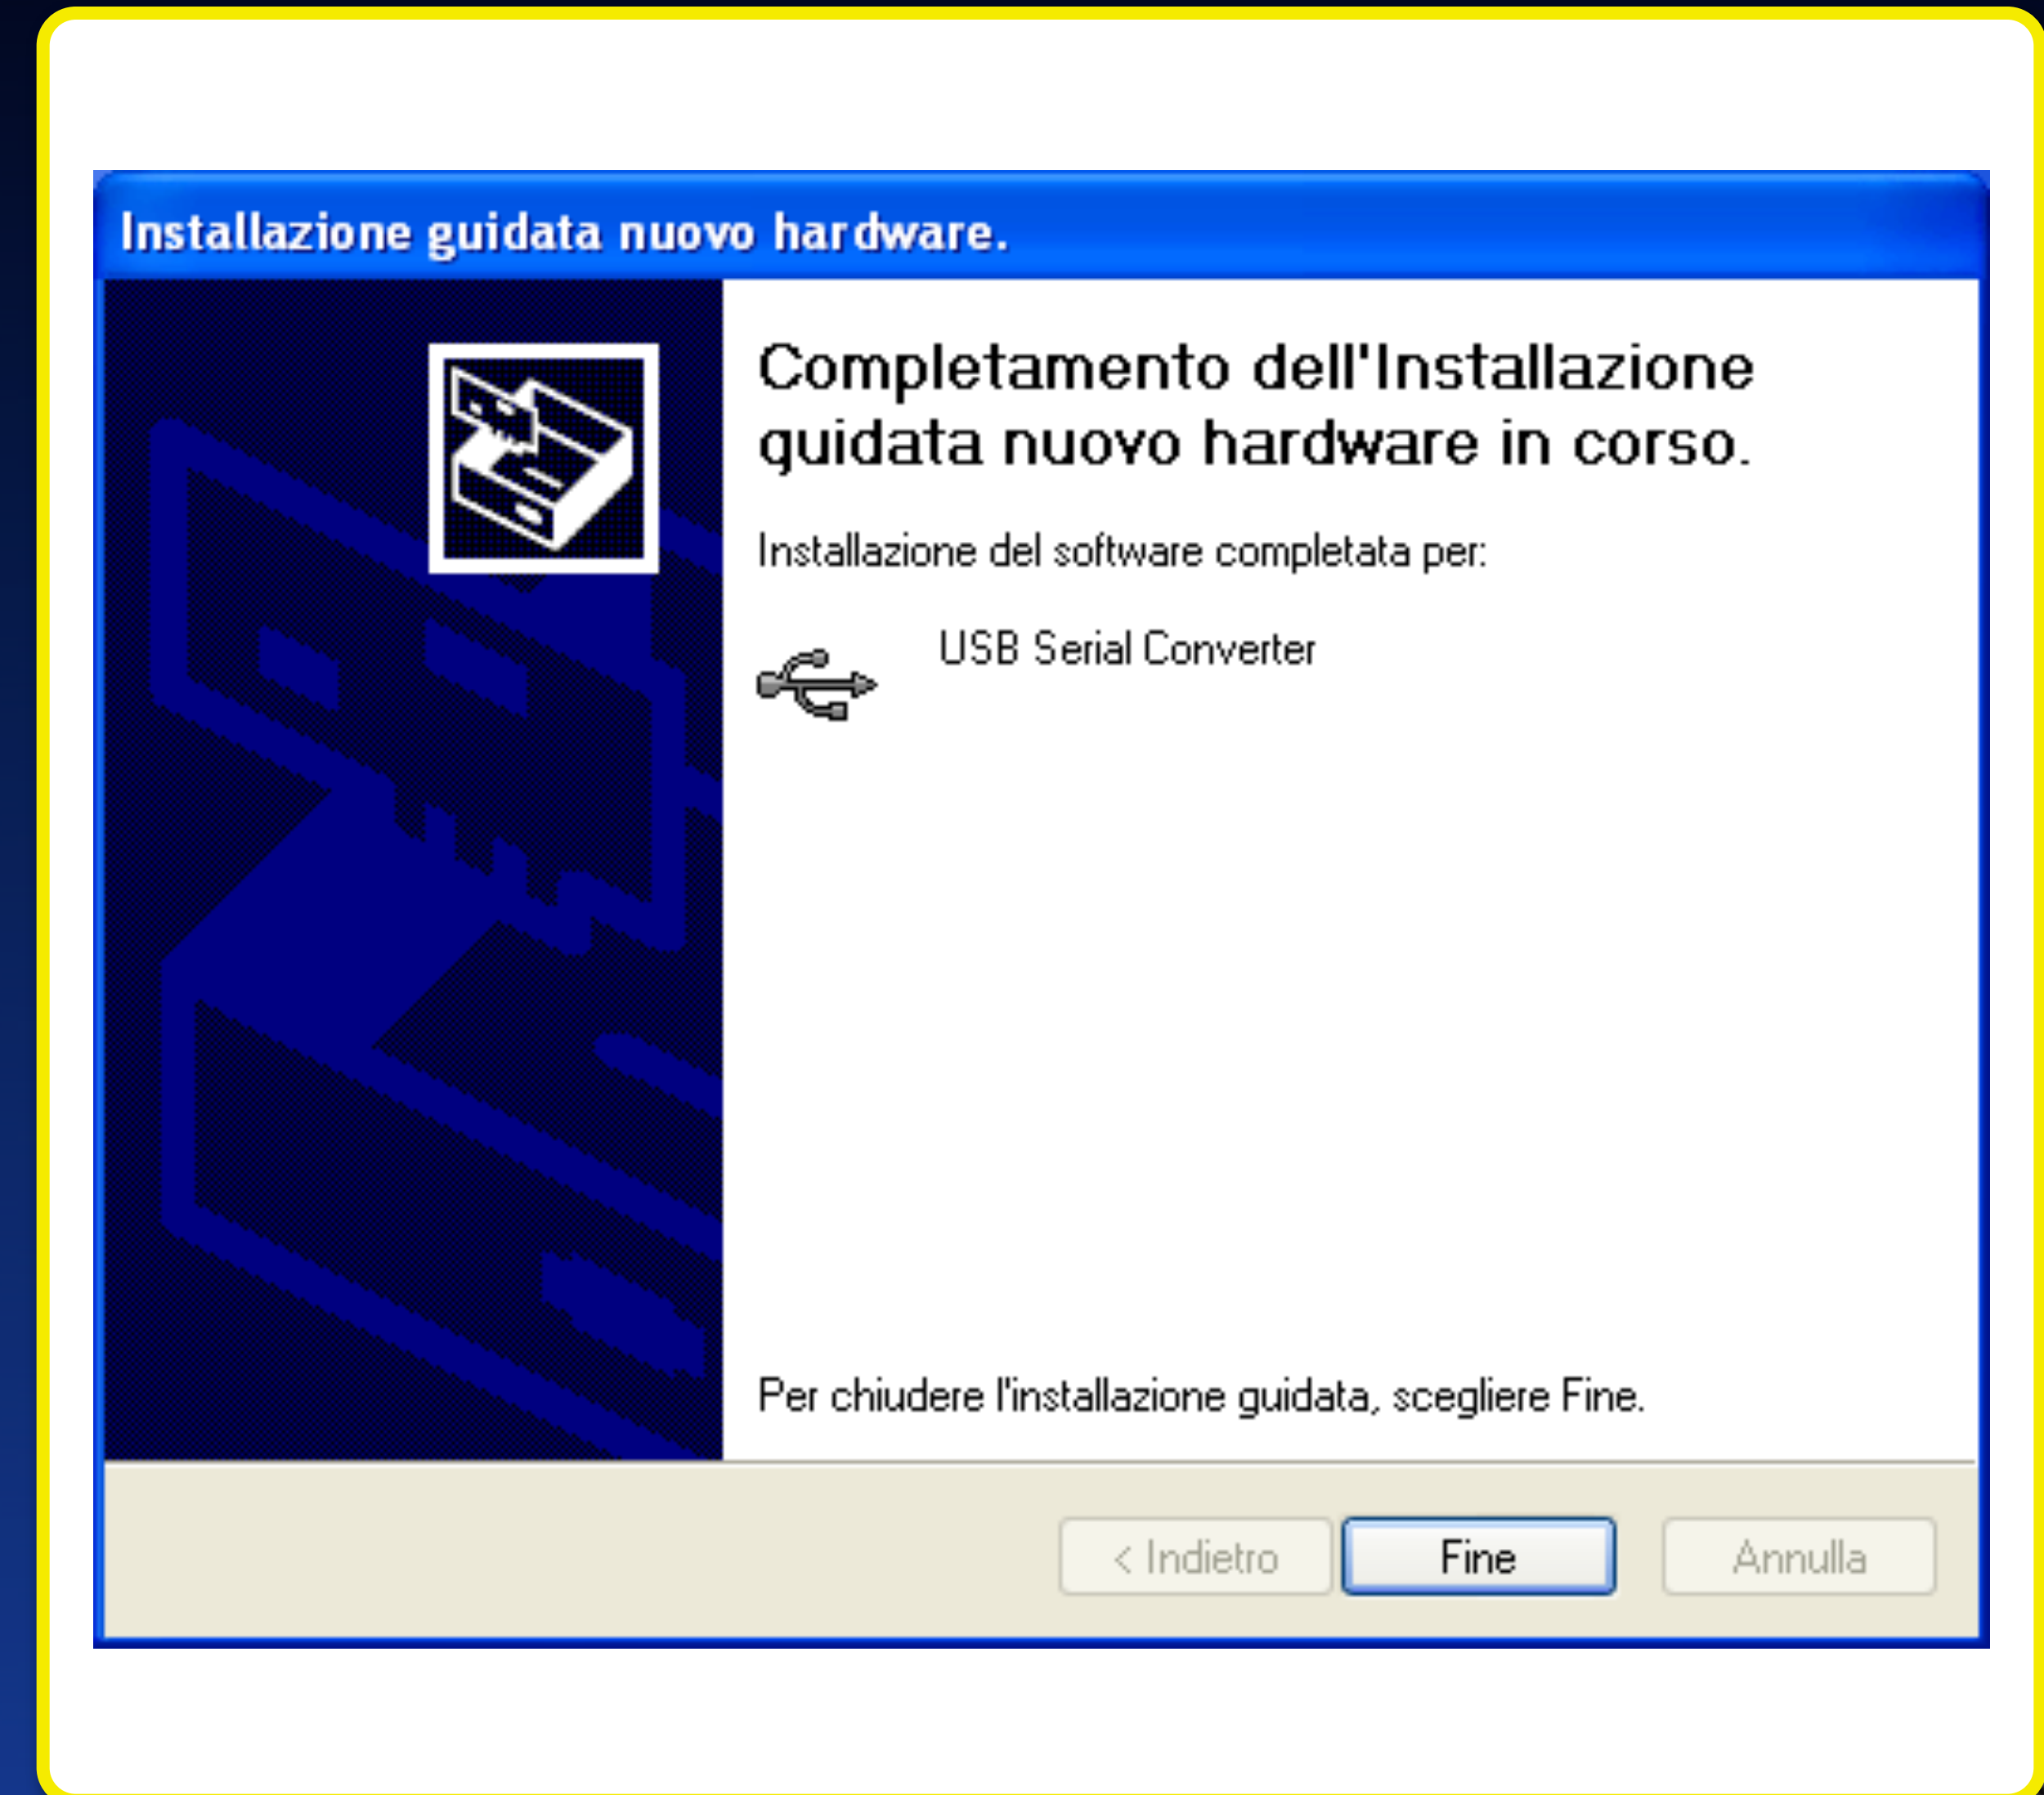 Installazione guidata nuovo hardware.
Completamento dell'Installazione
guidata nuovo hardware in corso.
Installazione del software completata per:
USB Serial Converter
Per chiudere l'installazione guidata, scegliere Fine.
< Indietro
Fine
Annulla